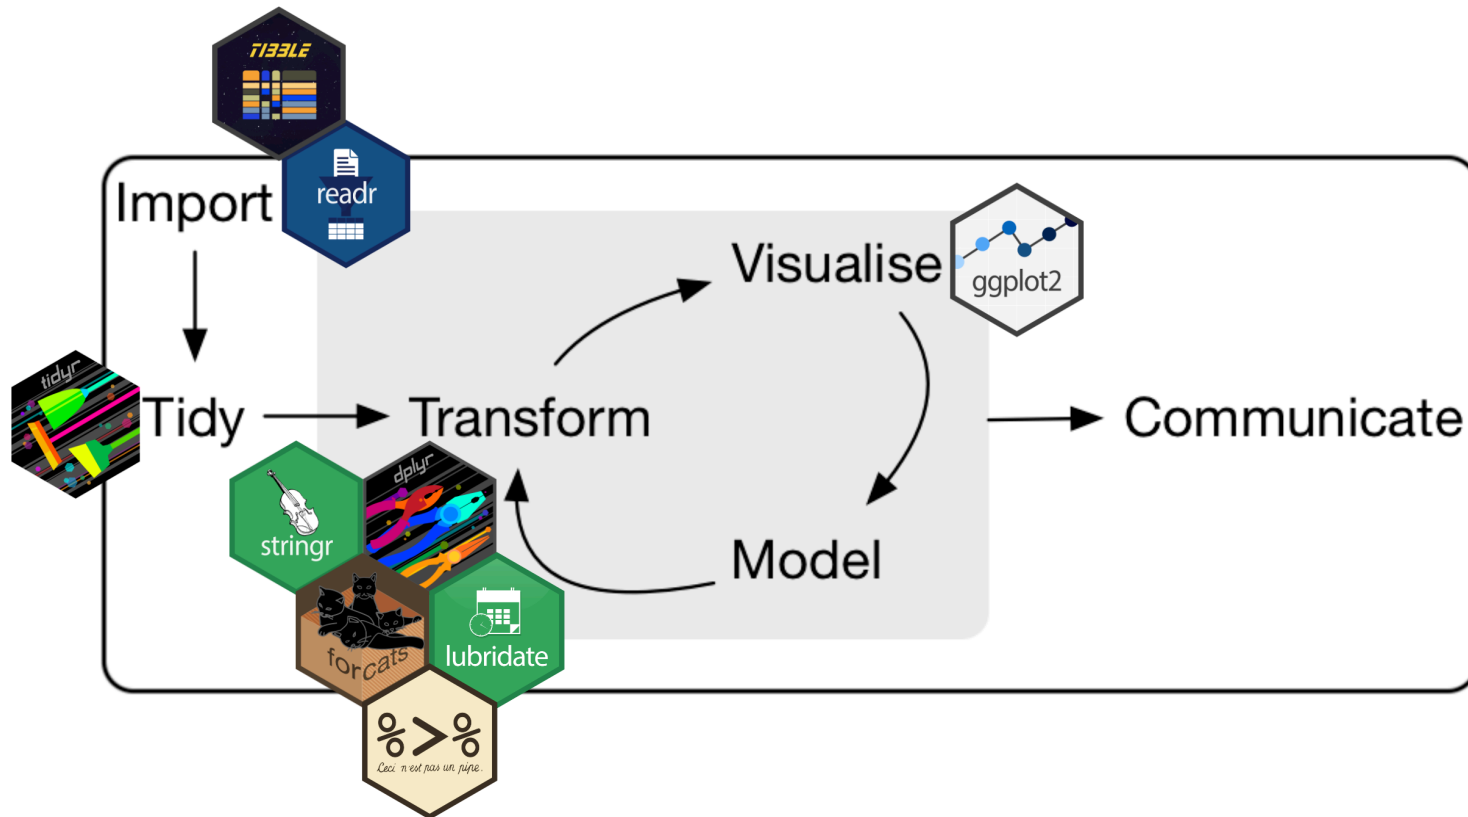 TIBBLE
Import
readr
Visualise
ggplot2
tidyr
Tidy
Transform
Communicate
dplyr
stringr
Model
forcats
lubridate
%>%
Ceci n'est pas un pipe.